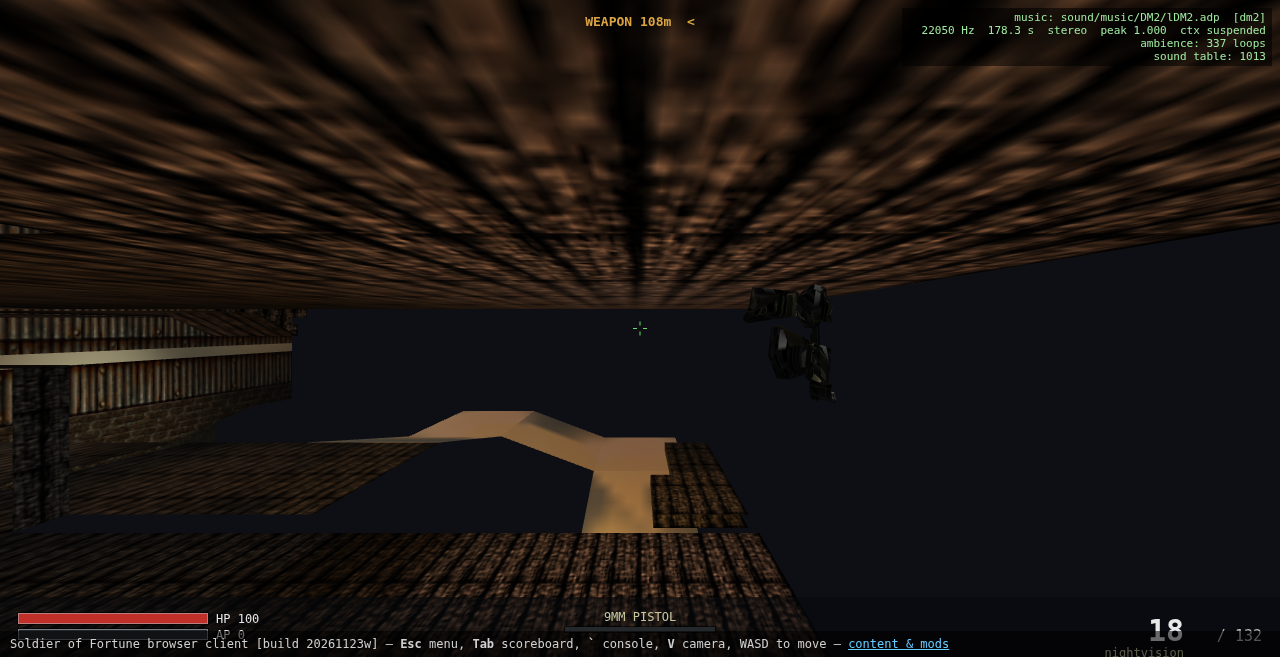 WEAPON 108m <
music: sound/music/DM2/lDM2.adp [dm2]
22050 Hz 178.3 s stereo peak 1.000 ctx suspended
ambience: 337 loops
sound table: 1013
HP 100
AP 0
9MM PISTOL
18 / 132
nightvision
Soldier of Fortune browser client [build 20261123w] — Esc menu, Tab scoreboard, ` console, V camera, WASD to move — content & mods